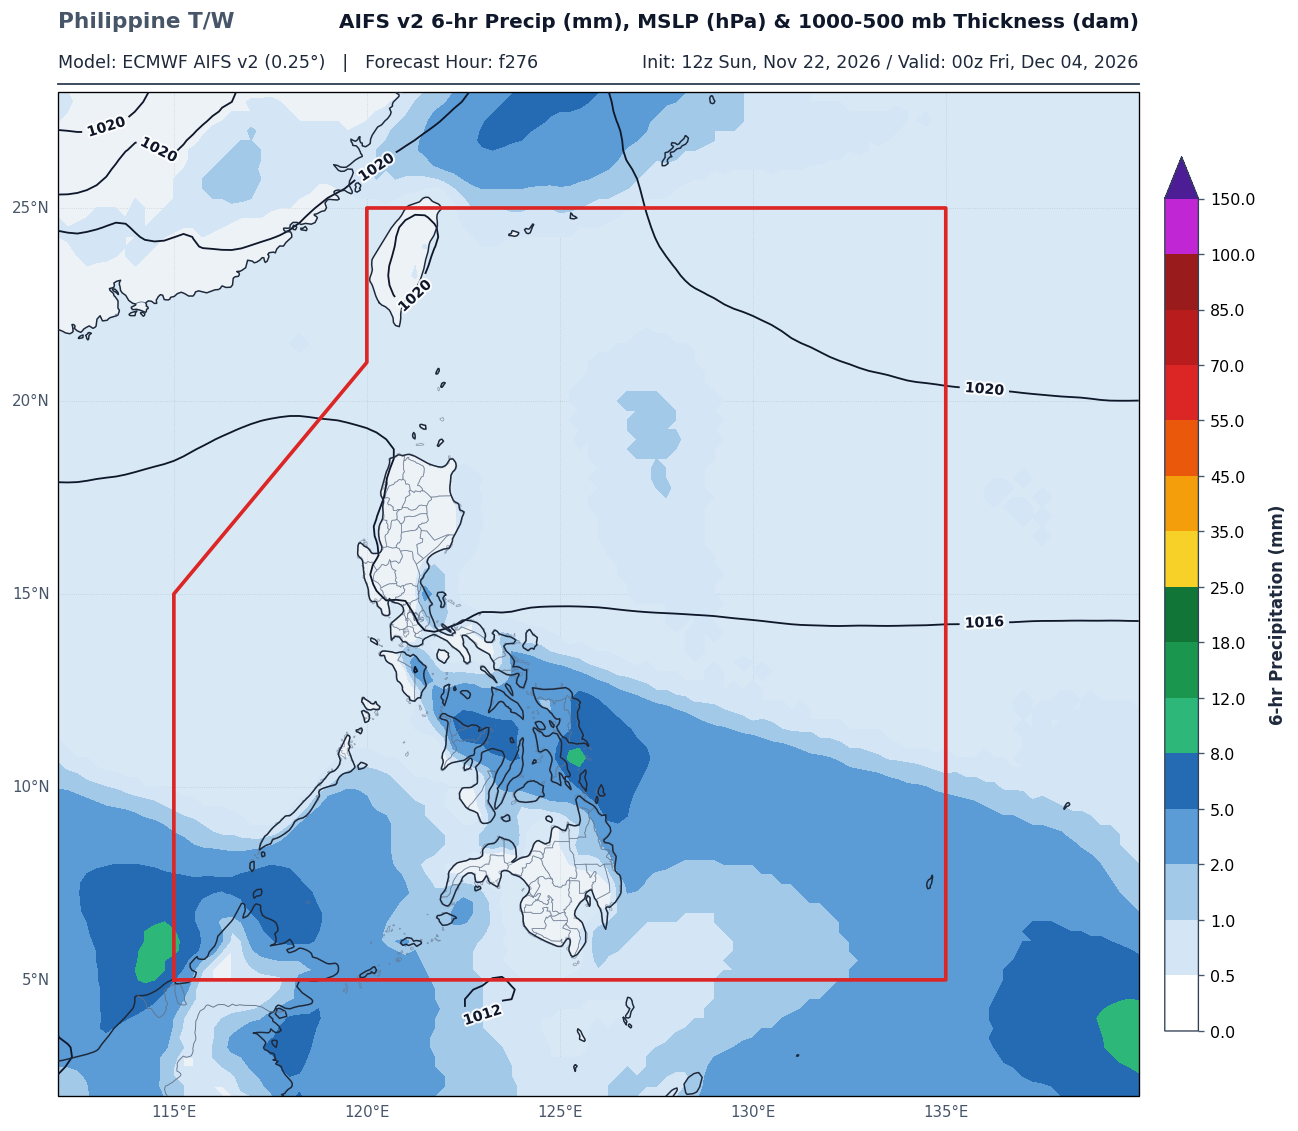 Philippine T/W
AIFS v2 6-hr Precip (mm), MSLP (hPa) & 1000-500 mb Thickness (dam)
Model: ECMWF AIFS v2 (0.25°)   |   Forecast Hour: f276
Init: 12z Sun, Nov 22, 2026 / Valid: 00z Fri, Dec 04, 2026
1020
1020
1020
1020
1020
1016
1012
25°N
20°N
15°N
10°N
5°N
115°E
120°E
125°E
130°E
135°E
150.0
100.0
85.0
70.0
55.0
45.0
35.0
25.0
18.0
12.0
8.0
5.0
2.0
1.0
0.5
0.0
6-hr Precipitation (mm)